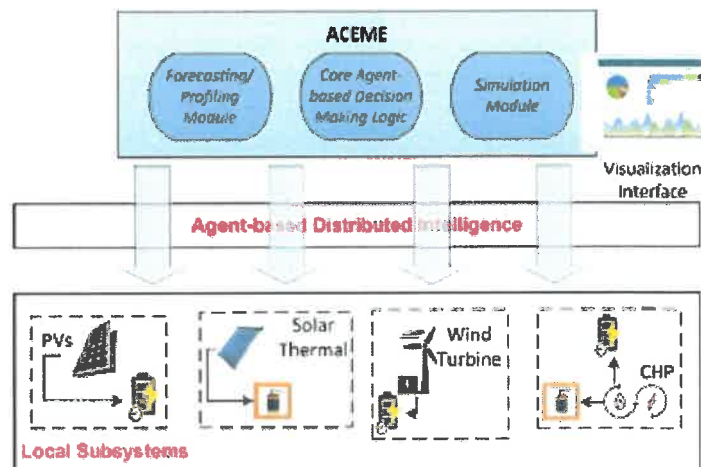 ACEME
Forecasting/
Profiling
Module
Core Agent-
based Decision
Making Logic
Simulation
Module
Visualization
Interface
Agent-based Distributed Intelligence
PVs
Solar
Thermal
Wind
Turbine
CHP
Local Subsystems